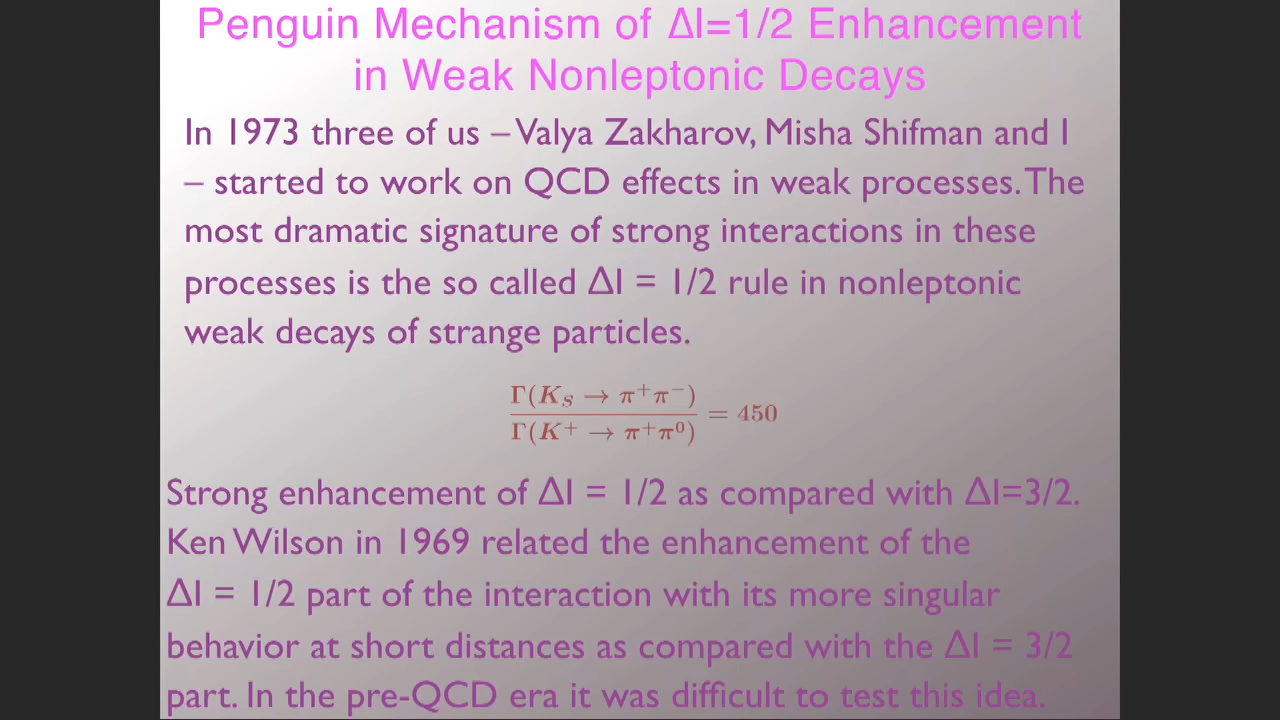 Penguin Mechanism of ΔI=1/2 Enhancement
in Weak Nonleptonic Decays
In 1973 three of us – Valya Zakharov, Misha Shifman and I
– started to work on QCD effects in weak processes. The
most dramatic signature of strong interactions in these
processes is the so called ΔI = 1/2 rule in nonleptonic
weak decays of strange particles.
Γ(K_S → π⁺π⁻)
Γ(K⁺ → π⁺π⁰) = 450
Strong enhancement of ΔI = 1/2 as compared with ΔI=3/2.
Ken Wilson in 1969 related the enhancement of the
ΔI = 1/2 part of the interaction with its more singular
behavior at short distances as compared with the ΔI = 3/2
part. In the pre-QCD era it was difficult to test this idea.